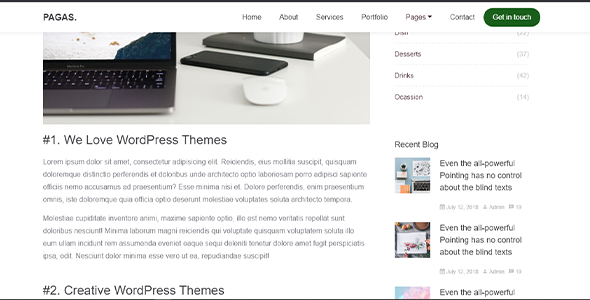 PAGAS.
Home About Services Portfolio Pages Contact Get in touch
Dish
Desserts (37)
Drinks (42)
Ocassion (14)
#1. We Love WordPress Themes
Lorem ipsum dolor sit amet, consectetur adipisicing elit. Reiciendis, eius mollitia suscipit, quisquam
doloremque distinctio perferendis et doloribus unde architecto optio laboriosam porro adipisci sapiente
officiis nemo accusamus ad praesentium? Esse minima nisi et. Dolore perferendis, enim praesentium
omnis, iste doloremque quia officia optio deserunt molestiae voluptates soluta architecto tempora.
Molestiae cupiditate inventore animi, maxime sapiente optio, illo est nemo veritatis repellat sunt
doloribus nesciunt! Minima laborum magni reiciendis qui voluptate quisquam voluptatem soluta illo
eum ullam incidunt rem assumenda eveniet eaque sequi deleniti tenetur dolore amet fugit perspiciatis
ipsa, odit. Nesciunt dolor minima esse vero ut ea, repudiandae suscipit!
#2. Creative WordPress Themes
Recent Blog
Even the all-powerful
Pointing has no control
about the blind texts
July 12, 2018 Admin 19
Even the all-powerful
Pointing has no control
about the blind texts
July 12, 2018 Admin 19
Even the all-powerful